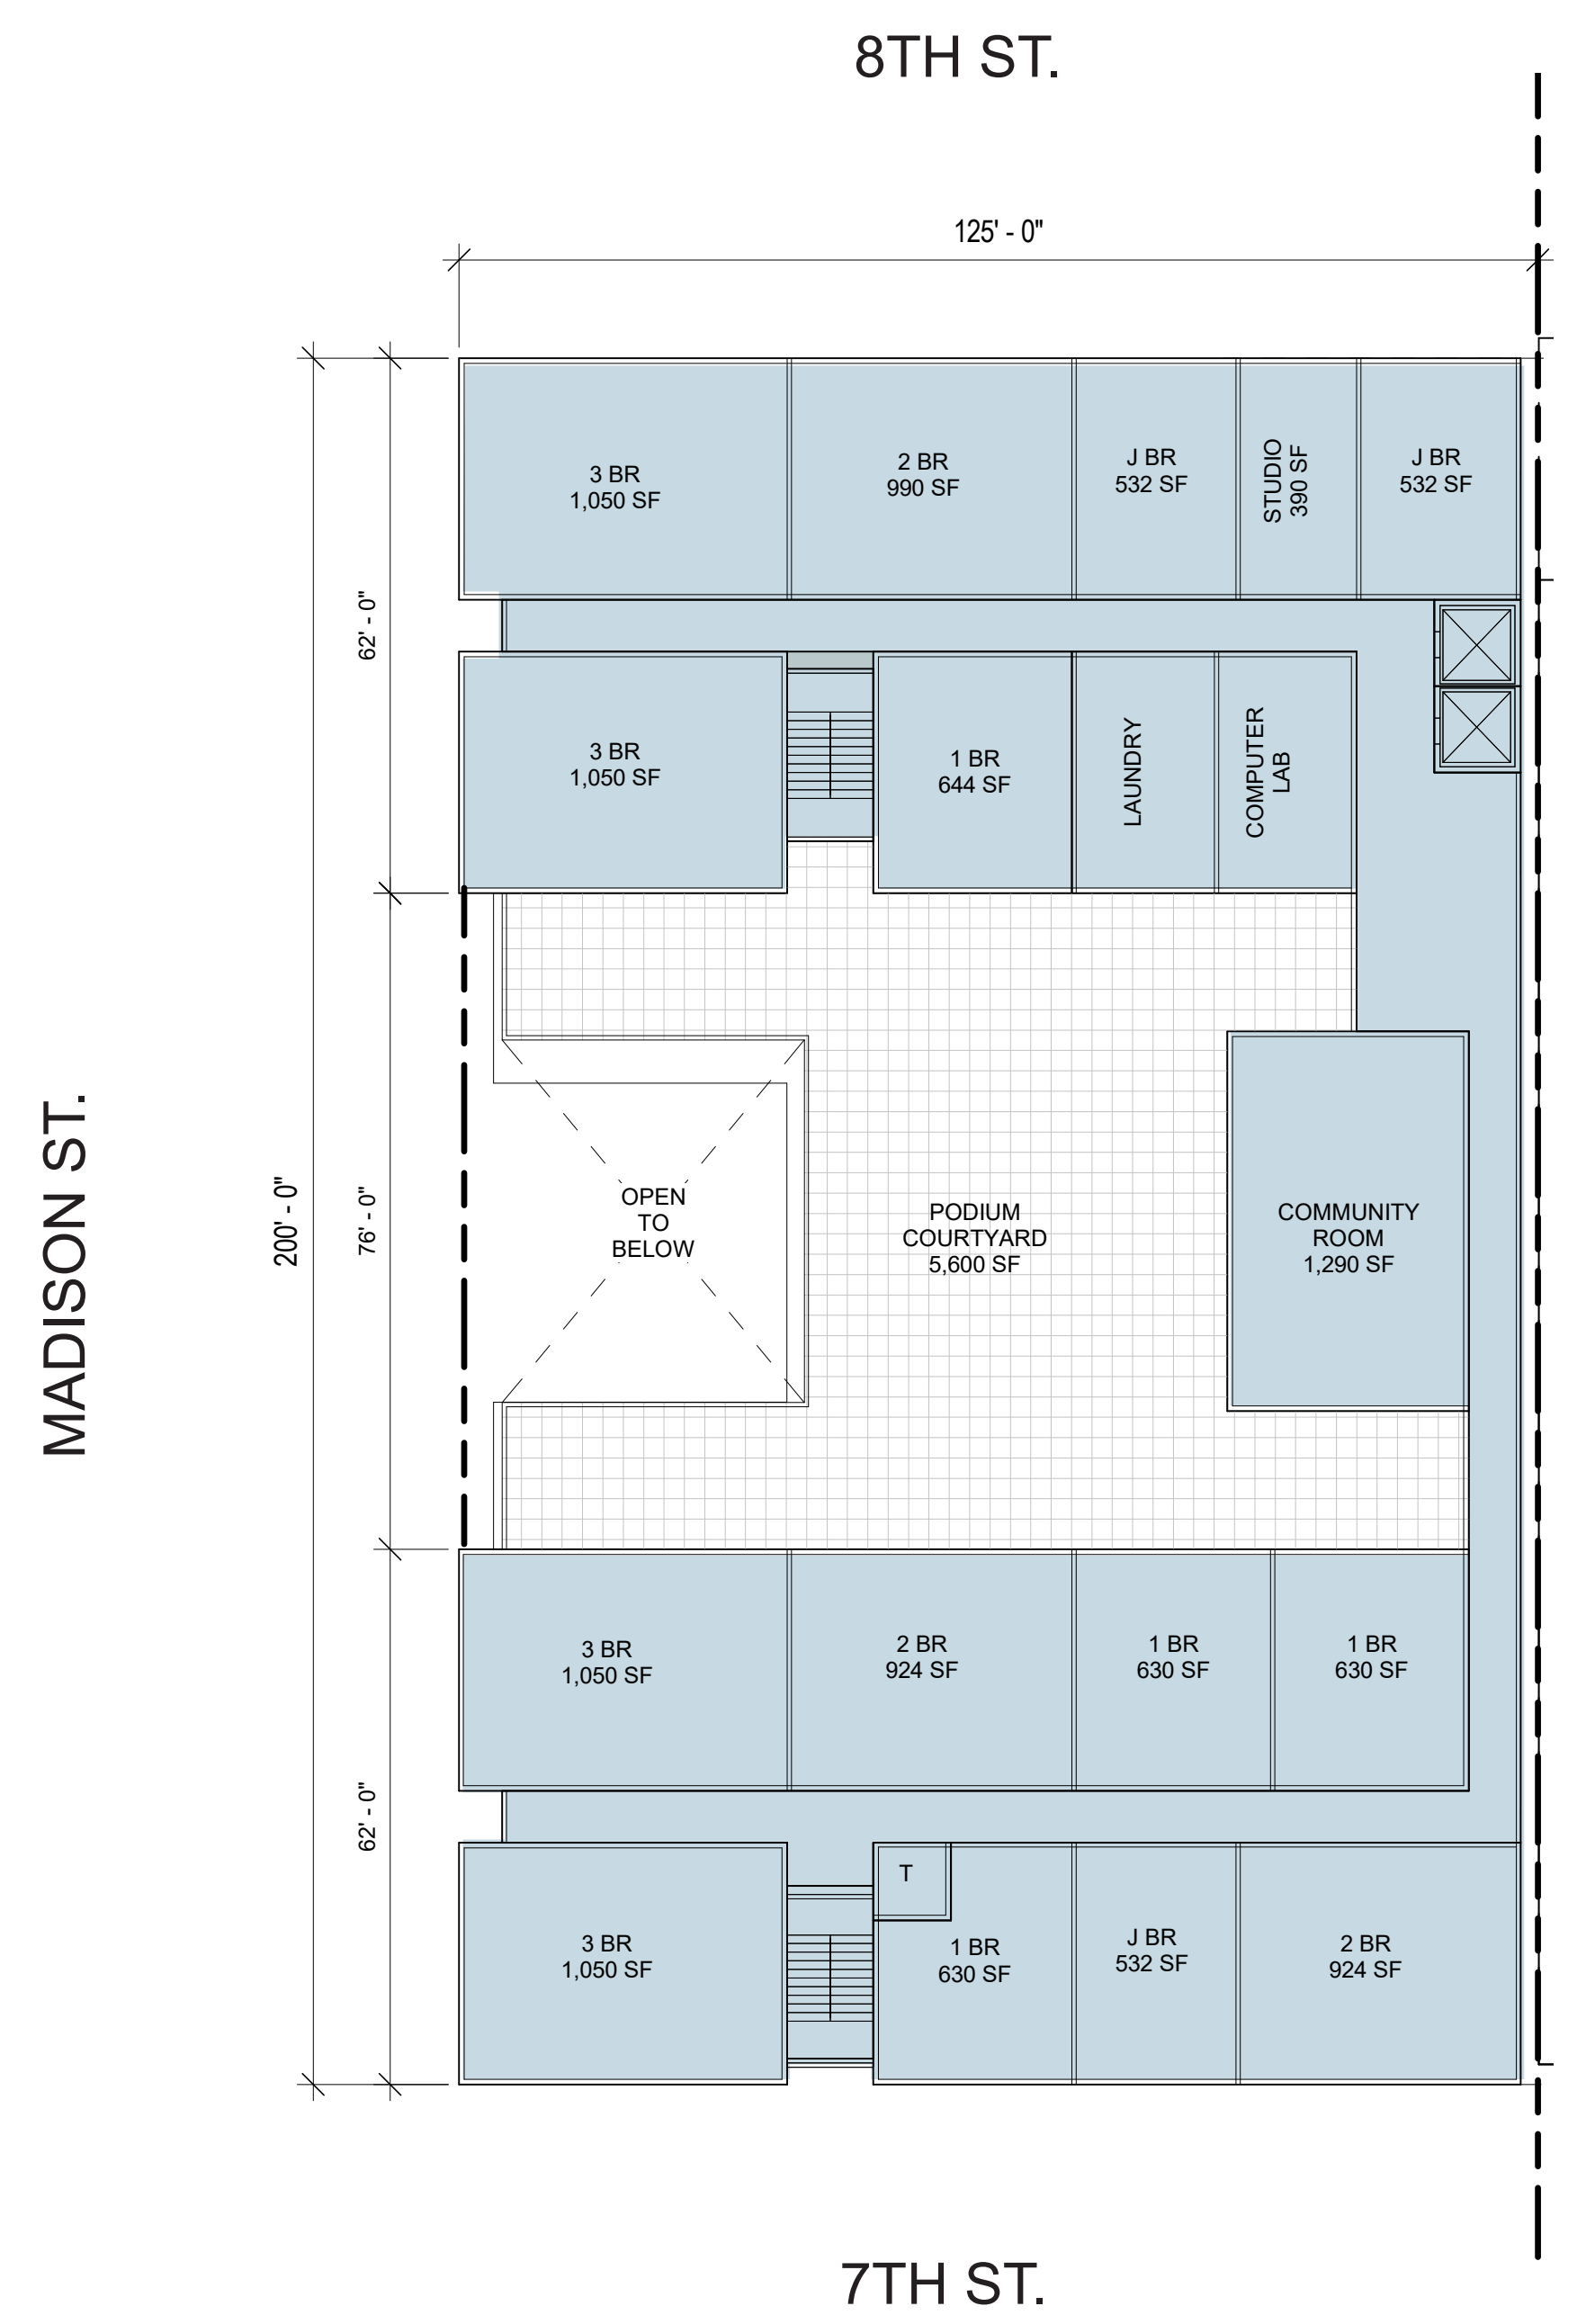 8TH ST.
125' - 0"
3 BR
1,050 SF
2 BR
990 SF
J BR
532 SF
STUDIO
390 SF
J BR
532 SF
62' - 0"
3 BR
1,050 SF
1 BR
644 SF
LAUNDRY
COMPUTER
LAB
MADISON ST.
200' - 0"
76' - 0"
OPEN
TO
BELOW
PODIUM
COURTYARD
5,600 SF
COMMUNITY
ROOM
1,290 SF
3 BR
1,050 SF
2 BR
924 SF
1 BR
630 SF
1 BR
630 SF
62' - 0"
3 BR
1,050 SF
T
1 BR
630 SF
J BR
532 SF
2 BR
924 SF
7TH ST.